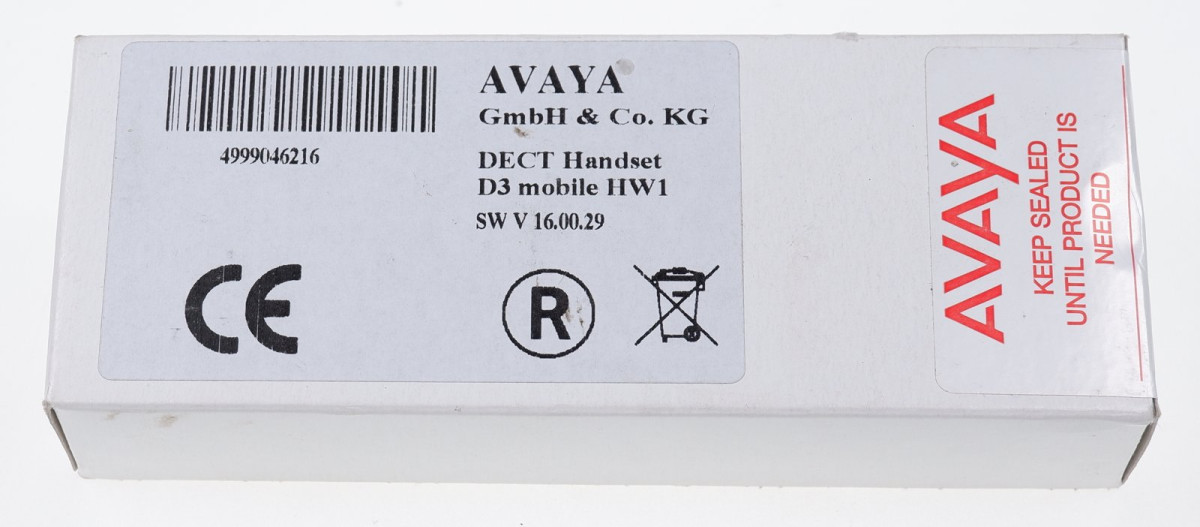 4999046216
AVAYA
GmbH & Co. KG
DECT Handset
D3 mobile HW1
SW V 16.00.29
CE
R
AVAYA
KEEP SEALED
UNTIL PRODUCT IS
NEEDED